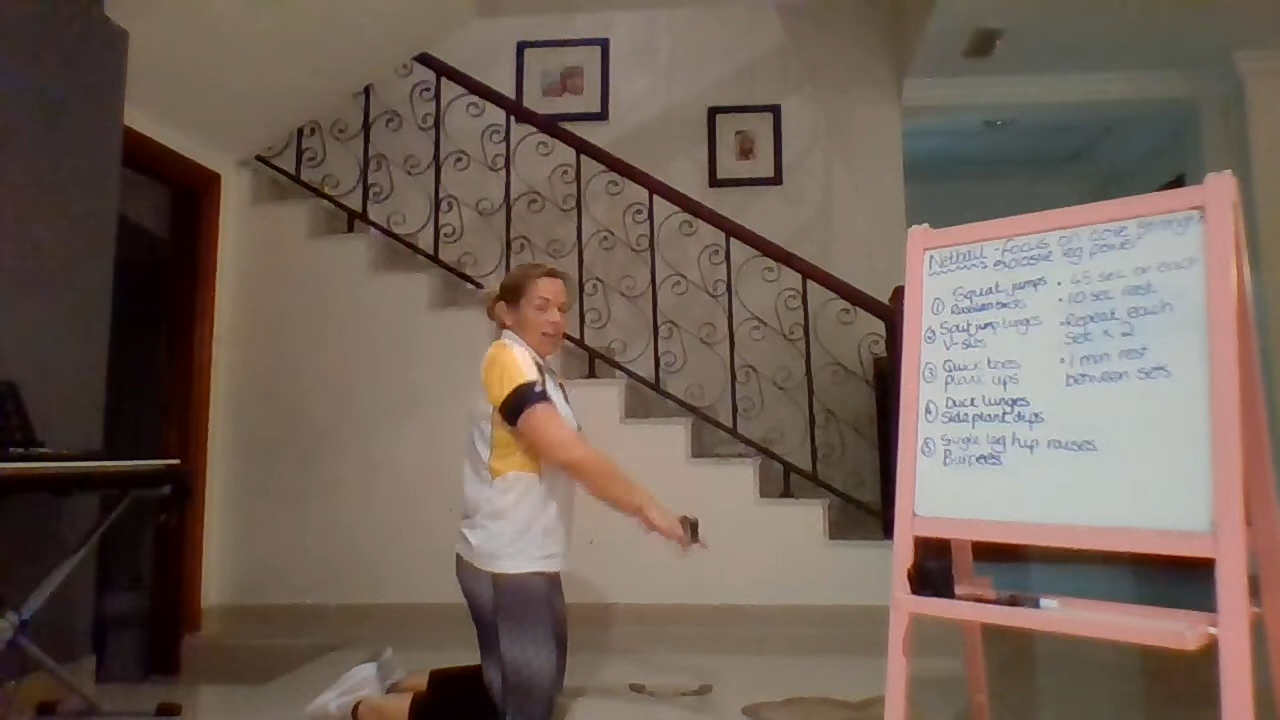 Netball - Focus on core strength
explosive leg power
① Squat jumps
Russian twists
② Split jump lunges
V-sits
③ Quick toes
plank ups
④ Duck lunges
Side plank dips
⑤ Single leg hip raises
Burpees
• 45 sec on each
• 10 sec rest
• Repeat each
set x 2
• 1 min rest
between sets